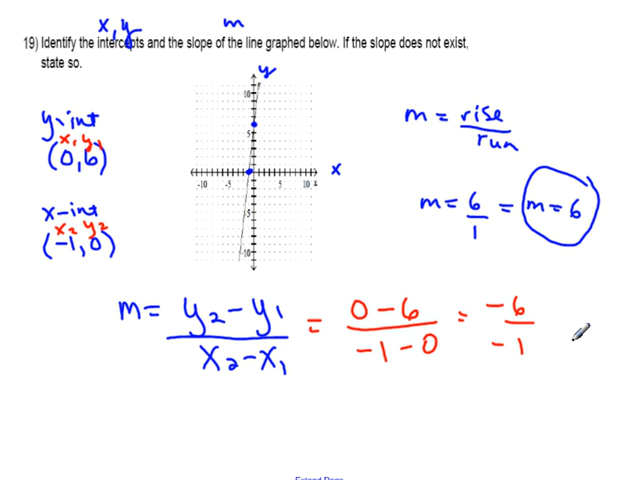 x, y
m
19) Identify the intercepts and the slope of the line graphed below. If the slope does not exist,
state so.
y
10
5
-10 -5 5 10
-5
-10
x
y-int
x₁ y₁
(0, 6)
x-int
x₂ y₂
(-1, 0)
m = rise / run
m = 6/1 = m = 6
m = y₂ - y₁ / x₂ - x₁ = 0 - 6 / -1 - 0 = -6 / -1
Extend Page